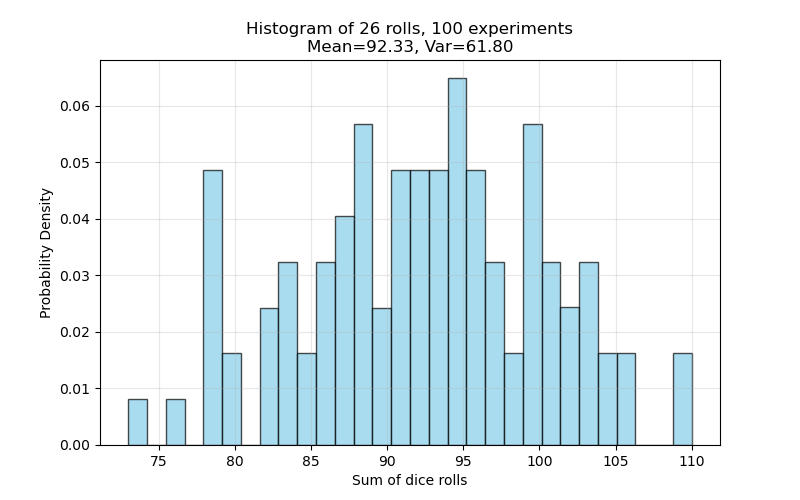 Histogram of 26 rolls, 100 experiments
Mean=92.33, Var=61.80
Probability Density
0.06
0.05
0.04
0.03
0.02
0.01
0.00
75 80 85 90 95 100 105 110
Sum of dice rolls